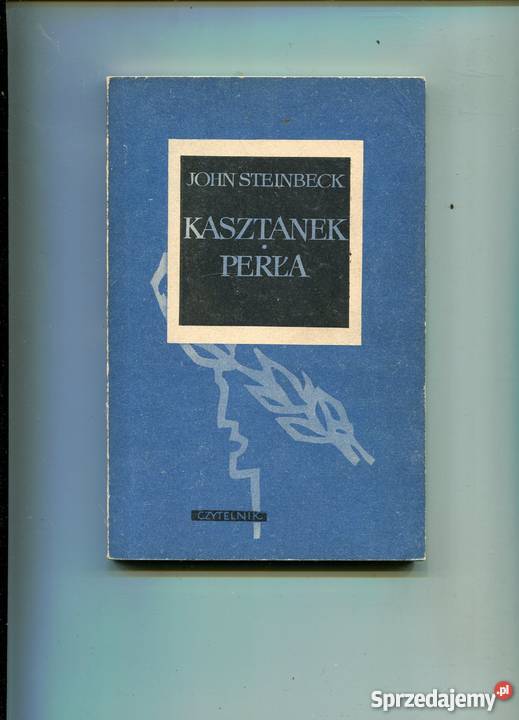 JOHN STEINBECK
KASZTANEK
·
PERŁA
CZYTELNIK
Sprzedajemy.pl